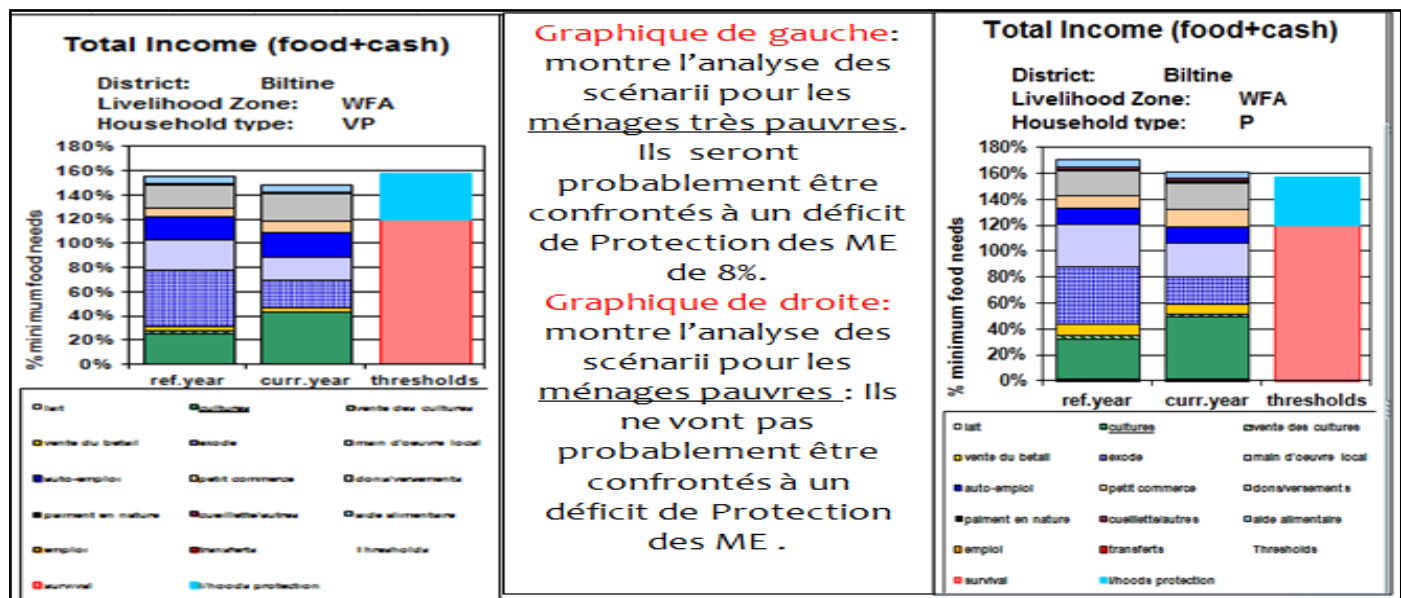 Total Income (food+cash)
District: Biltine
Livelihood Zone: WFA
Household type: VP
180%
160%
140%
120%
100%
80%
60%
40%
20%
0%
% minimum food needs
ref.year curr.year thresholds
lait cultures vente des cultures
vente du betail exode main d'oeuvre local
auto-emploi petit commerce dons/versements
paiment en nature cueillette/autres aide alimentaire
emploi transferts Thresholds
survival l/hoods protection
Graphique de gauche:
montre l’analyse des
scénarii pour les
ménages très pauvres.
Ils seront
probablement être
confrontés à un déficit
de Protection des ME
de 8%.
Graphique de droite:
montre l’analyse des
scénarii pour les
ménages pauvres : Ils
ne vont pas
probablement être
confrontés à un
déficit de Protection
des ME .
Total Income (food+cash)
District: Biltine
Livelihood Zone: WFA
Household type: P
180%
160%
140%
120%
100%
80%
60%
40%
20%
0%
% minimum food needs
ref.year curr.year thresholds
lait cultures vente des cultures
vente du betail exode main d'oeuvre local
auto-emploi petit commerce dons/versements
paiment en nature cueillette/autres aide alimentaire
emploi transferts Thresholds
survival l/hoods protection